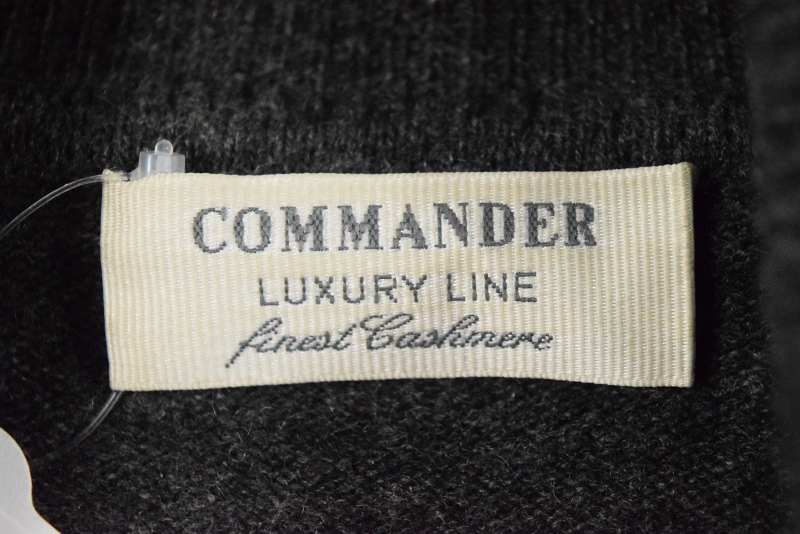 COMMANDER
LUXURY LINE
finest Cashmere